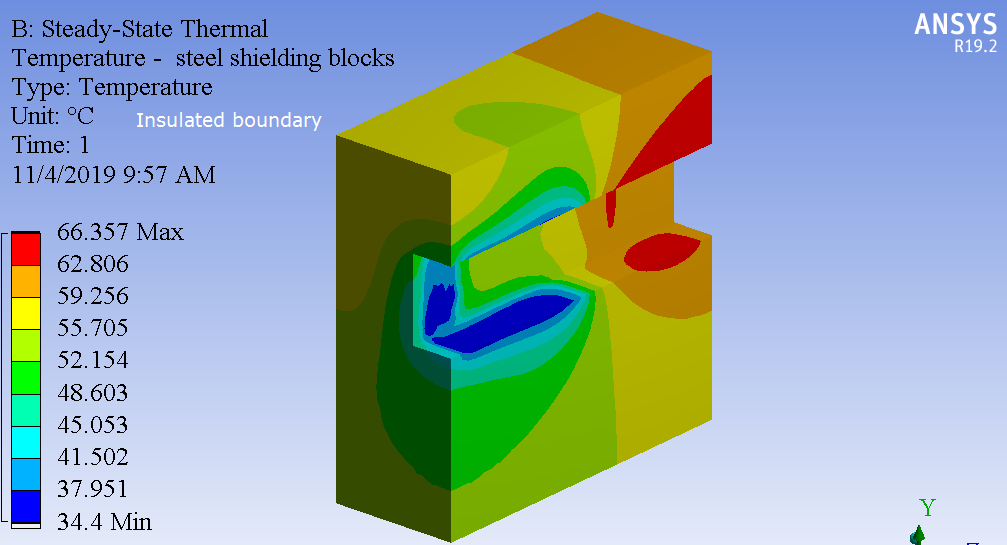 B: Steady-State Thermal
Temperature - steel shielding blocks
Type: Temperature
Unit: °C
Insulated boundary
Time: 1
11/4/2019 9:57 AM
ANSYS
R19.2
66.357 Max
62.806
59.256
55.705
52.154
48.603
45.053
41.502
37.951
34.4 Min
Y